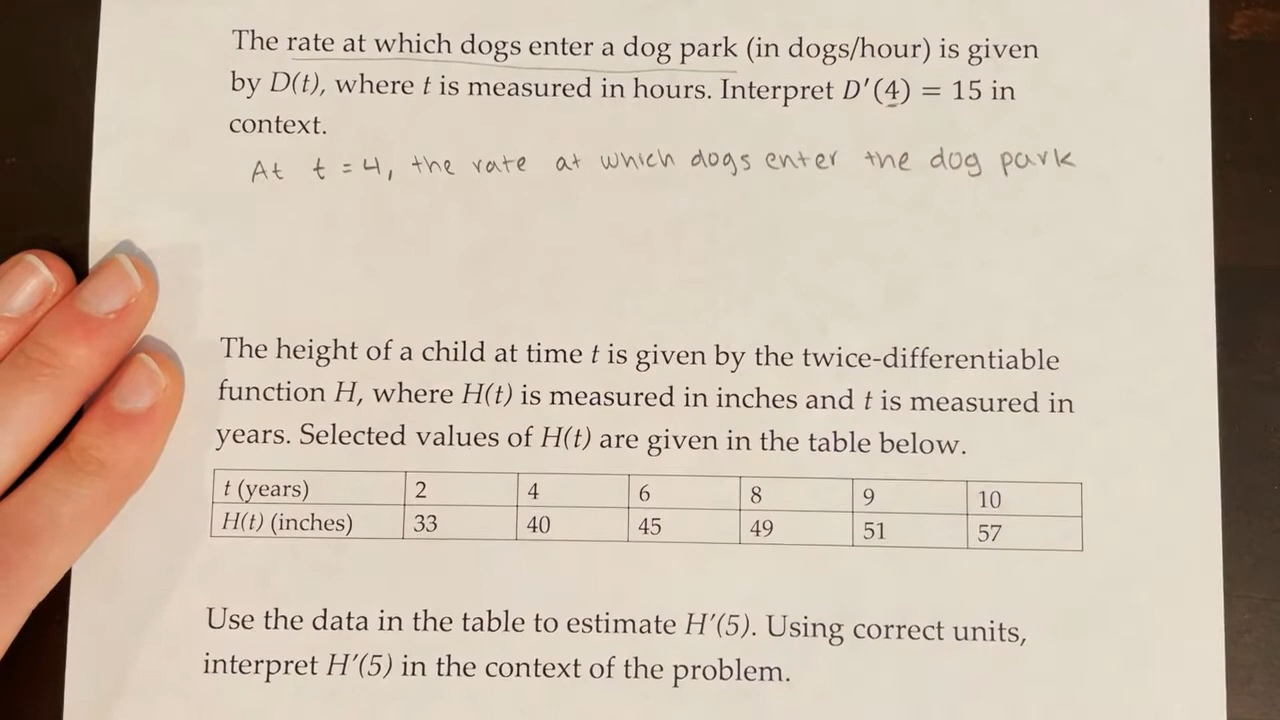 The rate at which dogs enter a dog park (in dogs/hour) is given
by D(t), where t is measured in hours. Interpret D′(4) = 15 in
context.
At t = 4, the rate at which dogs enter the dog park
The height of a child at time t is given by the twice-differentiable
function H, where H(t) is measured in inches and t is measured in
years. Selected values of H(t) are given in the table below.
t (years) 2 4 6 8 9 10
H(t) (inches) 33 40 45 49 51 57
Use the data in the table to estimate H′(5). Using correct units,
interpret H′(5) in the context of the problem.